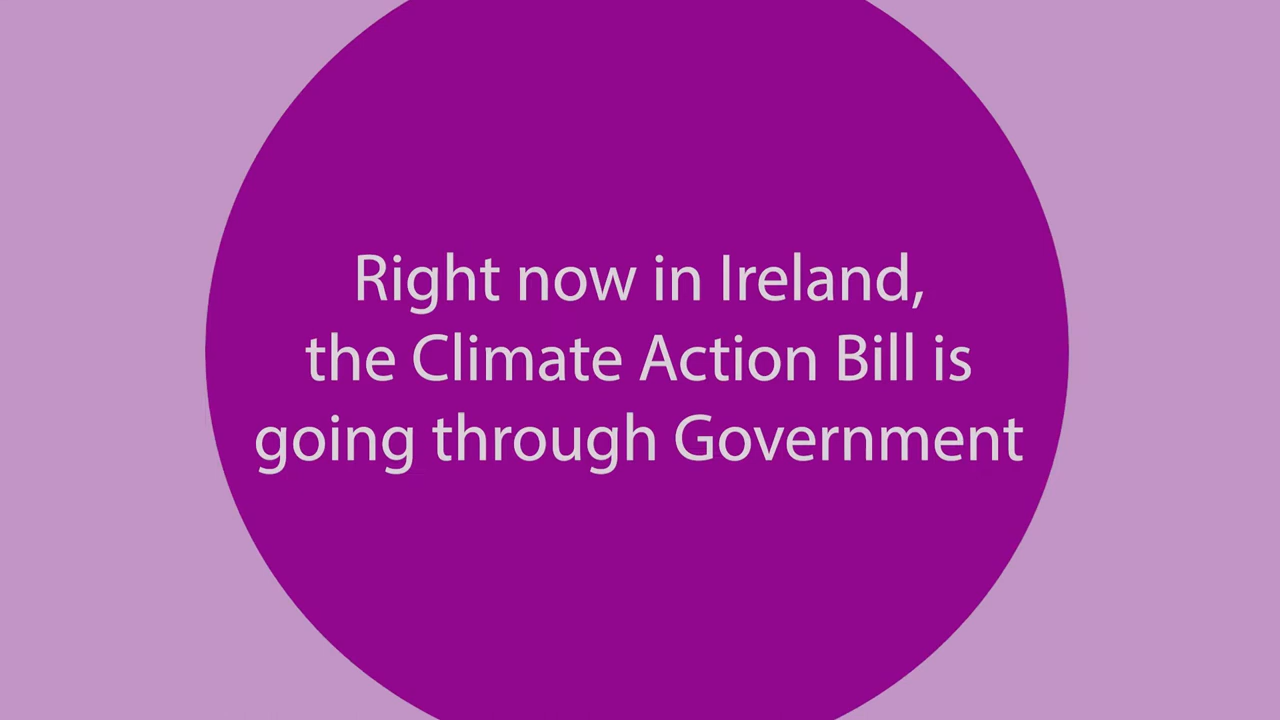 Right now in Ireland,
the Climate Action Bill is
going through Government